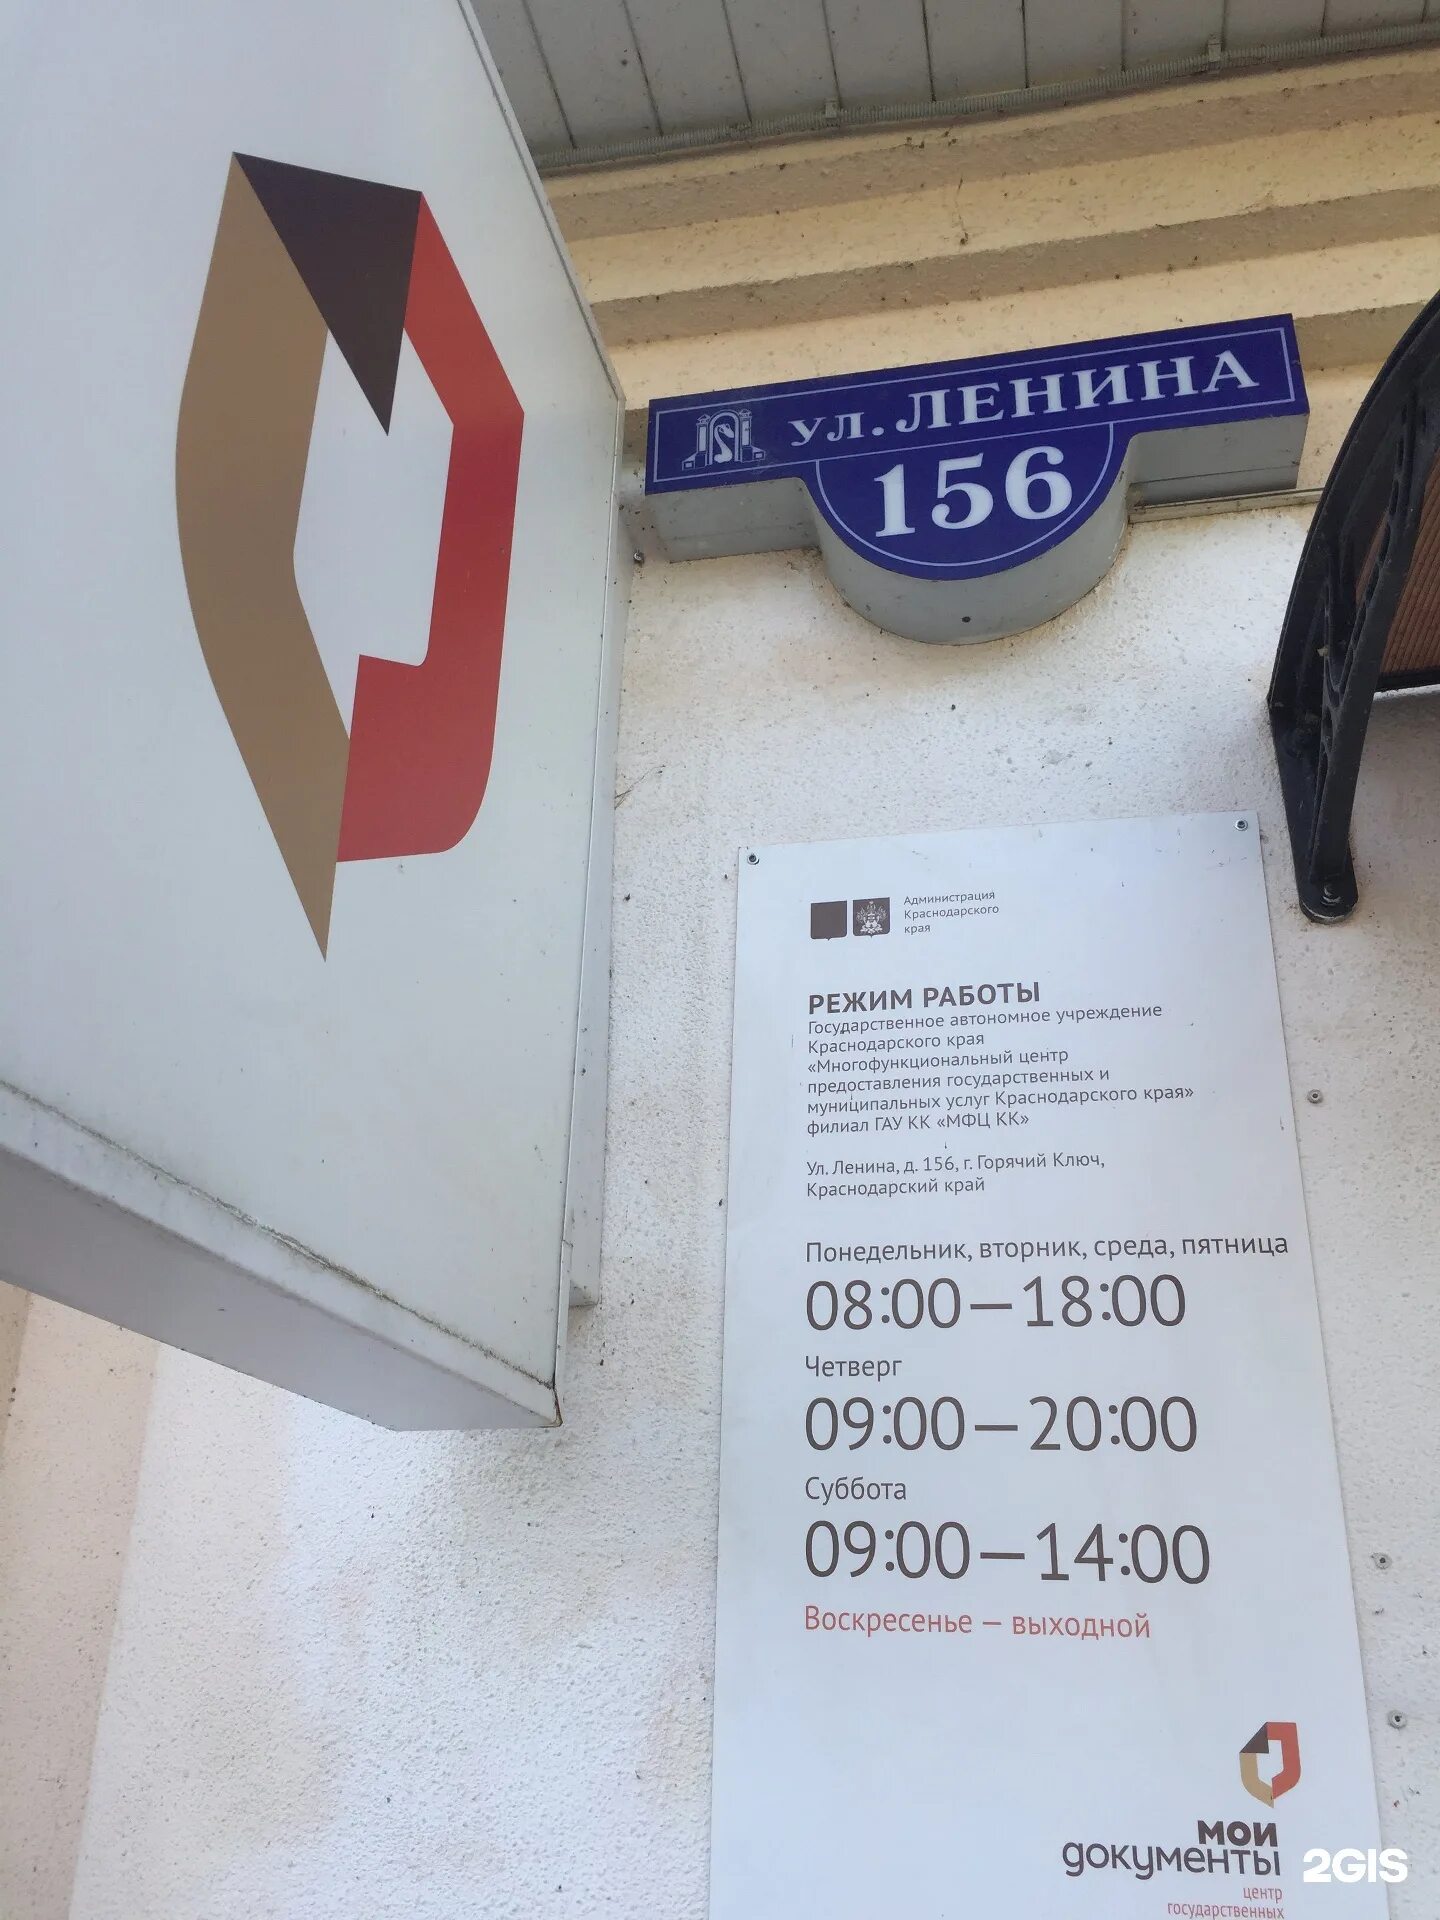 ул. ЛЕНИНА
156
Администрация
Краснодарского
края
РЕЖИМ РАБОТЫ
Государственное автономное учреждение
Краснодарского края
«Многофункциональный центр
предоставления государственных и
муниципальных услуг Краснодарского края»
филиал ГАУ КК «МФЦ КК»
Ул. Ленина, д. 156, г. Горячий Ключ,
Краснодарский край
Понедельник, вторник, среда, пятница
08:00—18:00
Четверг
09:00—20:00
Суббота
09:00—14:00
Воскресенье — выходной
мои
документы
центр
государственных
2GIS